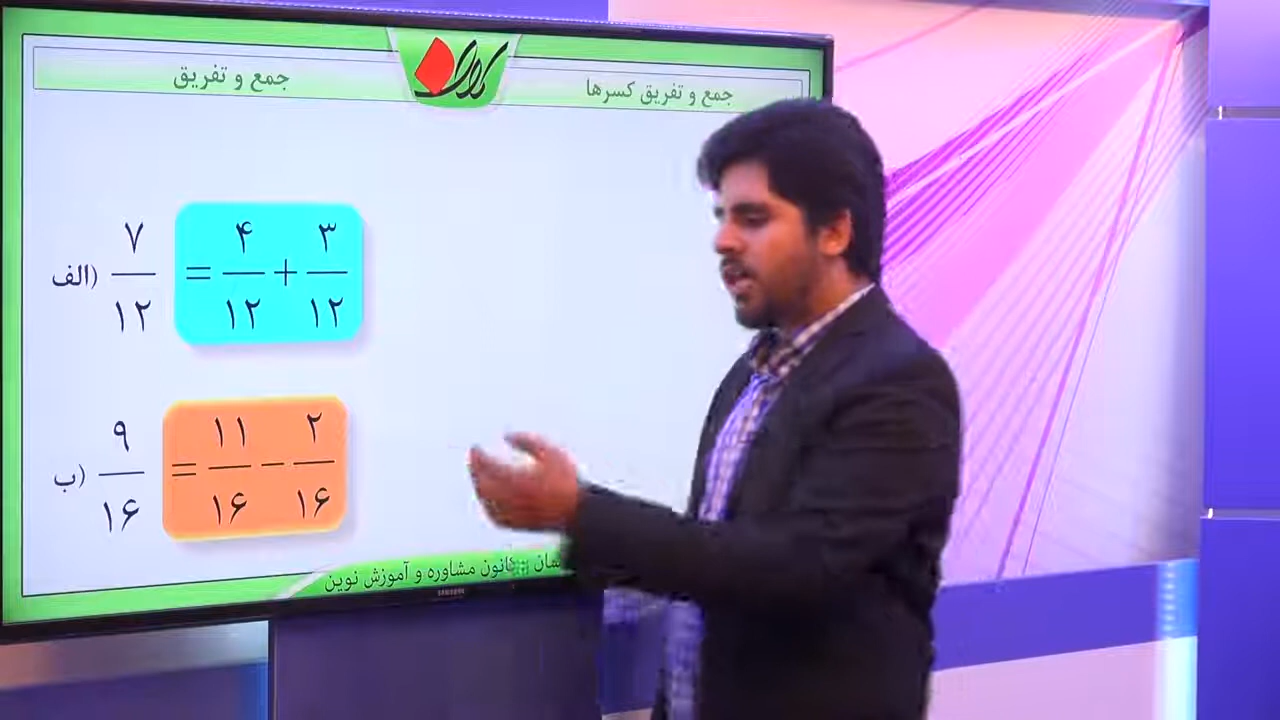 جمع و تفریق کسرها
جمع و تفریق
الف) ۷/۱۲ = ۴/۱۲ + ۳/۱۲
ب) ۹/۱۶ = ۱۱/۱۶ − ۲/۱۶
کانون مشاوره و آموزش نوین
SAMSUNG